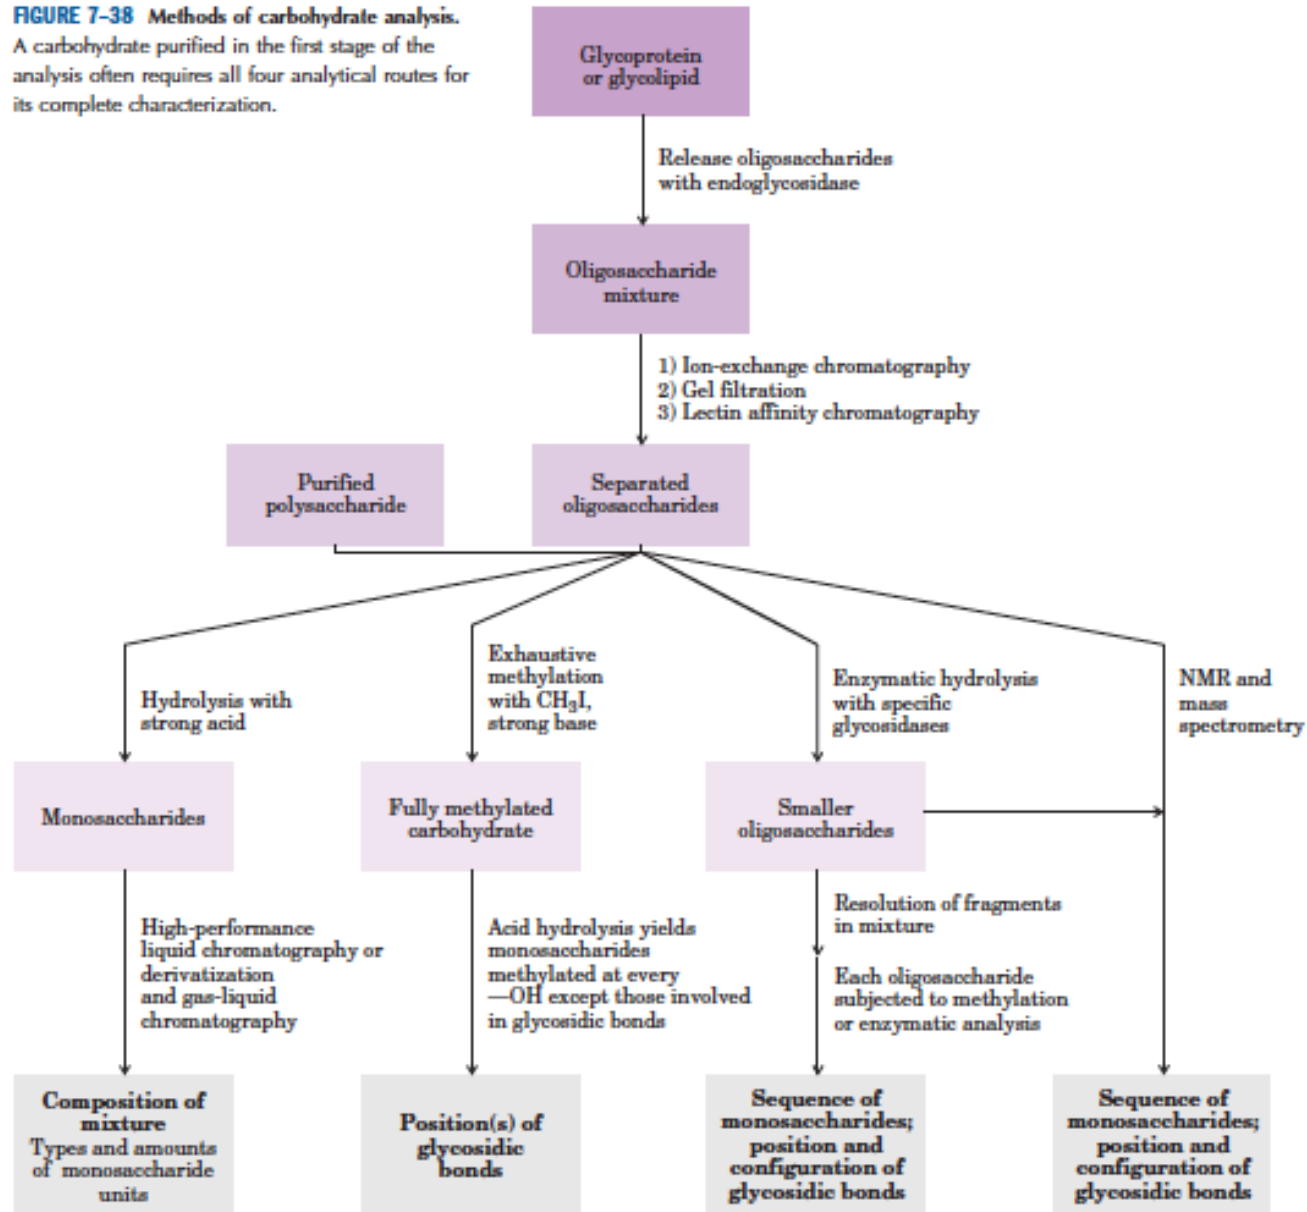 FIGURE 7–38 Methods of carbohydrate analysis.
A carbohydrate purified in the first stage of the
analysis often requires all four analytical routes for
its complete characterization.
Glycoprotein
or glycolipid
Release oligosaccharides
with endoglycosidase
Oligosaccharide
mixture
1) Ion-exchange chromatography
2) Gel filtration
3) Lectin affinity chromatography
Purified
polysaccharide
Separated
oligosaccharides
Hydrolysis with
strong acid
Exhaustive
methylation
with CH₃I,
strong base
Enzymatic hydrolysis
with specific
glycosidases
NMR and
mass
spectrometry
Monosaccharides
Fully methylated
carbohydrate
Smaller
oligosaccharides
High-performance
liquid chromatography or
derivatization
and gas-liquid
chromatography
Acid hydrolysis yields
monosaccharides
methylated at every
—OH except those involved
in glycosidic bonds
Resolution of fragments
in mixture
Each oligosaccharide
subjected to methylation
or enzymatic analysis
Composition of
mixture
Types and amounts
of monosaccharide
units
Position(s) of
glycosidic
bonds
Sequence of
monosaccharides;
position and
configuration of
glycosidic bonds
Sequence of
monosaccharides;
position and
configuration of
glycosidic bonds